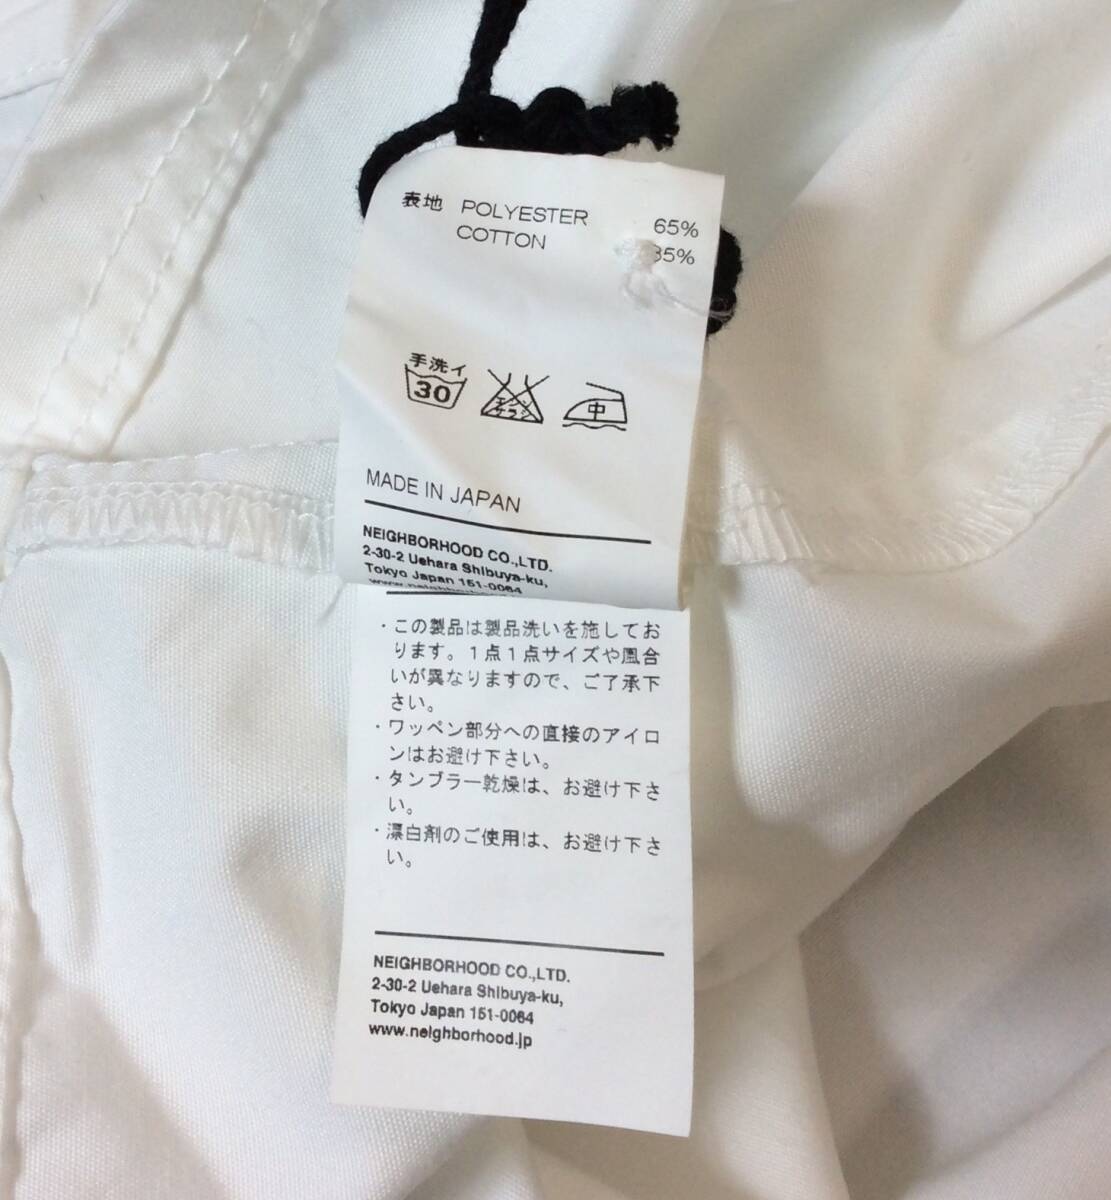 表地 POLYESTER 65%
COTTON 35%
手洗イ
30
エンソ サラシ
中
MADE IN JAPAN
NEIGHBORHOOD CO.,LTD.
2-30-2 Uehara Shibuya-ku,
Tokyo Japan 151-0064
・この製品は製品洗いを施してお
ります。1点1点サイズや風合
いが異なりますので、ご了承下
さい。
・ワッペン部分への直接のアイロ
ンはお避け下さい。
・タンブラー乾燥は、お避け下さ
い。
・漂白剤のご使用は、お避け下さ
い。
NEIGHBORHOOD CO.,LTD.
2-30-2 Uehara Shibuya-ku,
Tokyo Japan 151-0064
www.neighborhood.jp